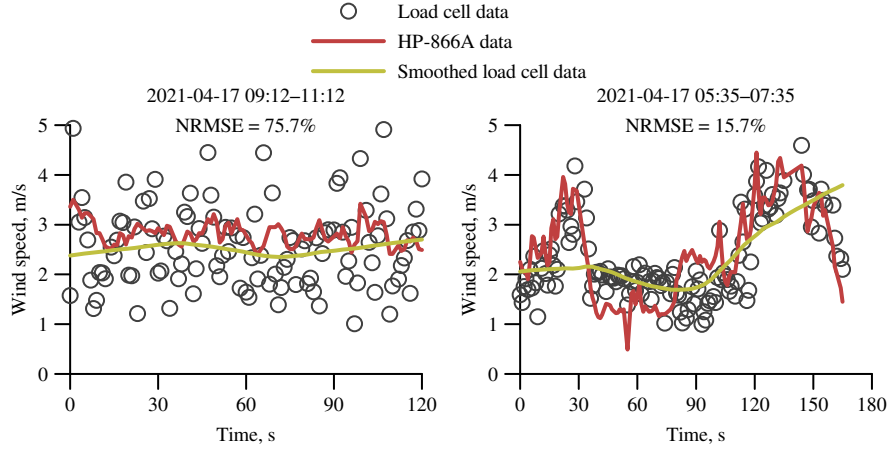 Load cell data
HP-866A data
Smoothed load cell data
2021-04-17 09:12–11:12
NRMSE = 75.7%
5
4
3
2
1
0
Wind speed, m/s
0 30 60 90 120
Time, s
2021-04-17 05:35–07:35
NRMSE = 15.7%
5
4
3
2
1
0
Wind speed, m/s
0 30 60 90 120 150 180
Time, s